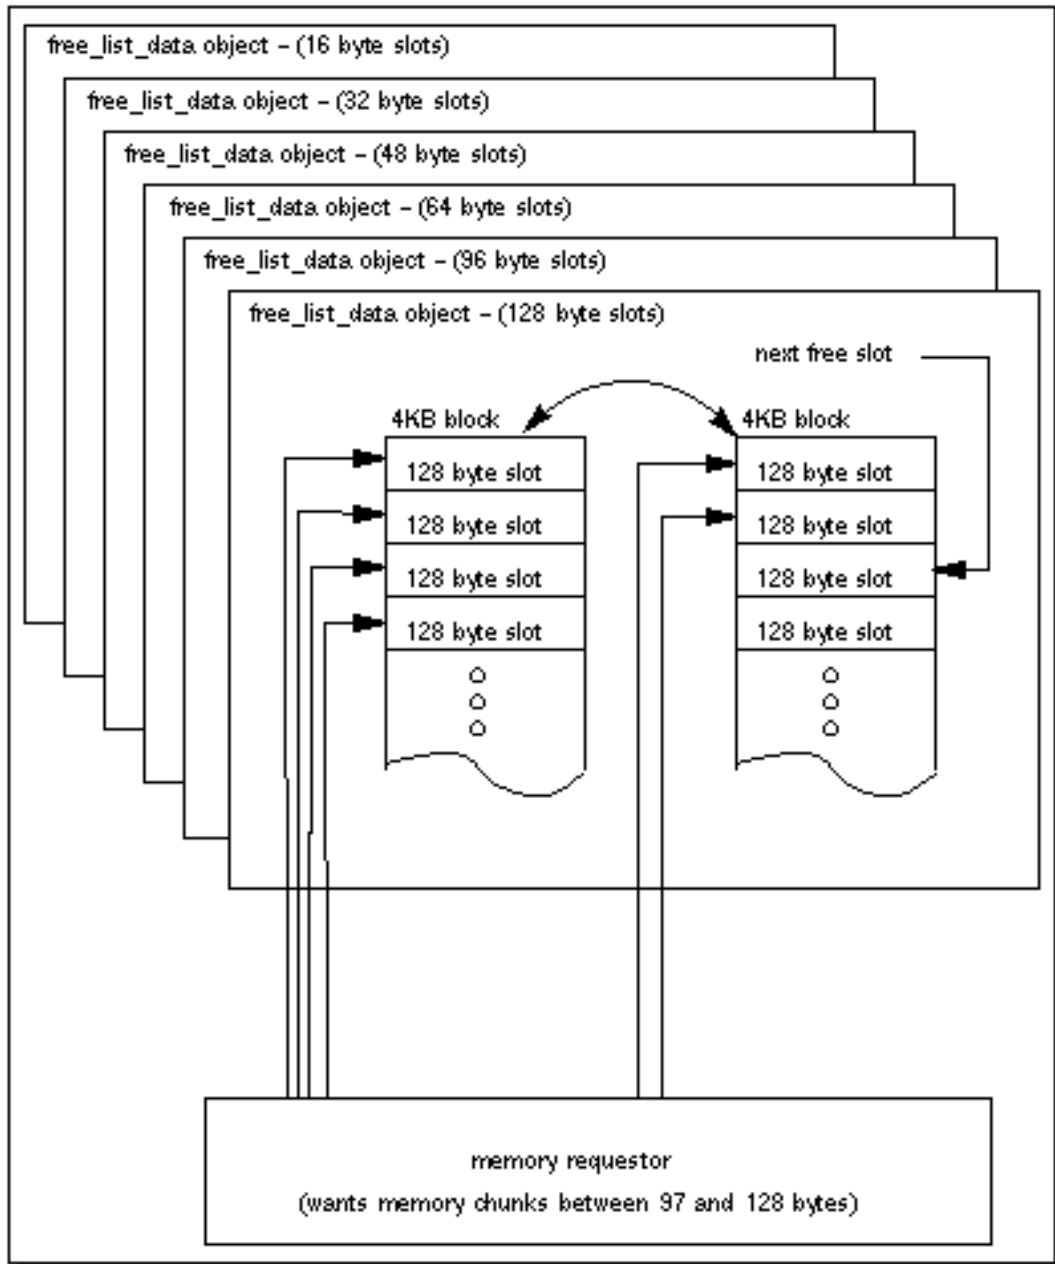 free_list_data object – (16 byte slots)
free_list_data object – (32 byte slots)
free_list_data object – (48 byte slots)
free_list_data object – (64 byte slots)
free_list_data object – (96 byte slots)
free_list_data object – (128 byte slots)
next free slot
4KB block
4KB block
128 byte slot
128 byte slot
128 byte slot
128 byte slot
128 byte slot
128 byte slot
128 byte slot
128 byte slot
memory requestor
(wants memory chunks between 97 and 128 bytes)